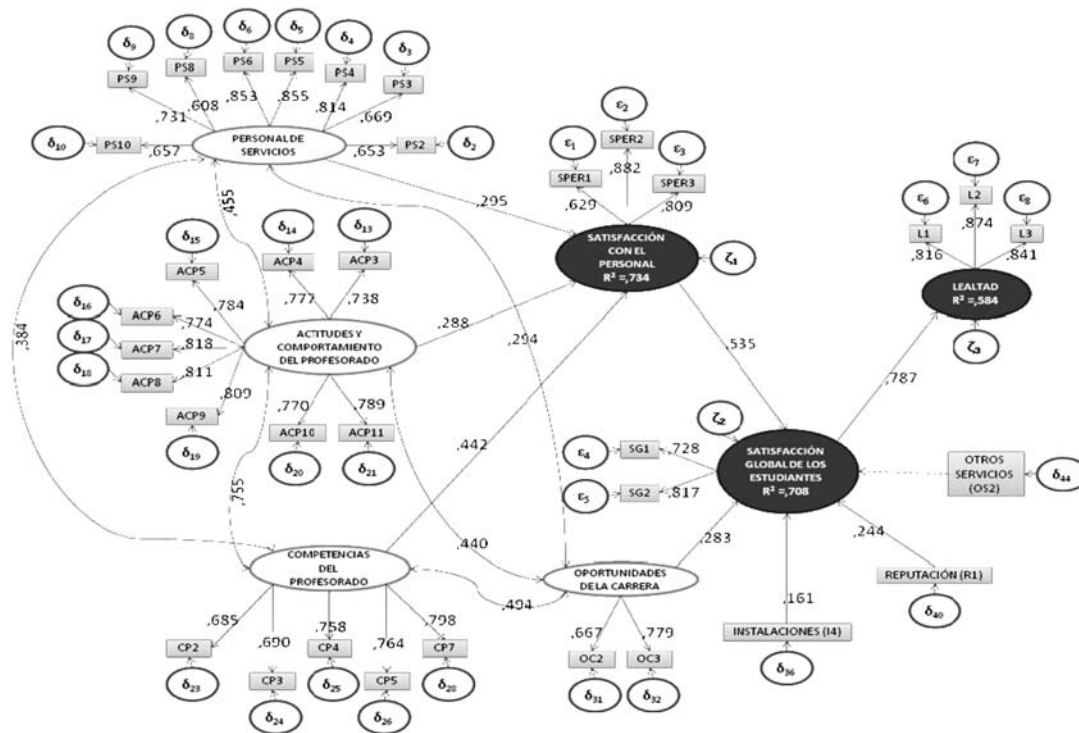 δ9
δ8
δ6
δ5
δ4
δ3
PS9
PS8
PS6
PS5
PS4
PS3
,731
,608
,853
,855
,814
,669
δ10
PS10
,657
PERSONAL DE
SERVICIOS
,653
PS2
δ2
ε1
ε2
ε3
SPER1
SPER2
SPER3
,629
,882
,809
SATISFACCIÓN
CON EL
PERSONAL
R² =,734
ζ1
ε6
ε7
ε8
L1
L2
L3
,816
,874
,841
LEALTAD
R² =,584
ζ3
,295
,455
,384
,294
,288
,442
,535
,787
δ15
δ14
δ13
ACP5
ACP4
ACP3
,784
,777
,738
δ16
ACP6
,774
δ17
ACP7
,818
δ18
ACP8
,811
ACTITUDES Y
COMPORTAMIENTO
DEL PROFESORADO
,809
ACP9
δ19
,770
,789
ACP10
ACP11
δ20
δ21
,755
,440
ζ2
ε4
SG1
,728
ε5
SG2
,817
SATISFACCIÓN
GLOBAL DE LOS
ESTUDIANTES
R² =,708
OTROS
SERVICIOS
(OS2)
δ44
,283
,244
,161
COMPETENCIAS
DEL
PROFESORADO
OPORTUNIDADES
DE LA CARRERA
REPUTACIÓN (R1)
δ40
INSTALACIONES (I4)
δ36
,685
,690
,758
,764
,798
CP2
CP3
CP4
CP5
CP7
δ23
δ24
δ25
δ26
δ28
,667
,779
OC2
OC3
δ31
δ32